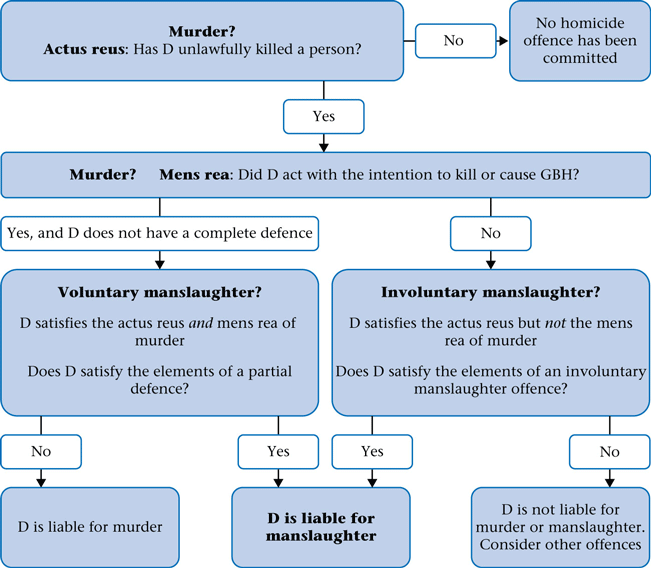 Murder?
Actus reus: Has D unlawfully killed a person?
No
No homicide
offence has been
committed
Yes
Murder? Mens rea: Did D act with the intention to kill or cause GBH?
Yes, and D does not have a complete defence
No
Voluntary manslaughter?
D satisfies the actus reus and mens rea of
murder
Does D satisfy the elements of a partial
defence?
Involuntary manslaughter?
D satisfies the actus reus but not the mens
rea of murder
Does D satisfy the elements of an involuntary
manslaughter offence?
No
Yes
Yes
No
D is liable for murder
D is liable for
manslaughter
D is not liable for
murder or manslaughter.
Consider other offences